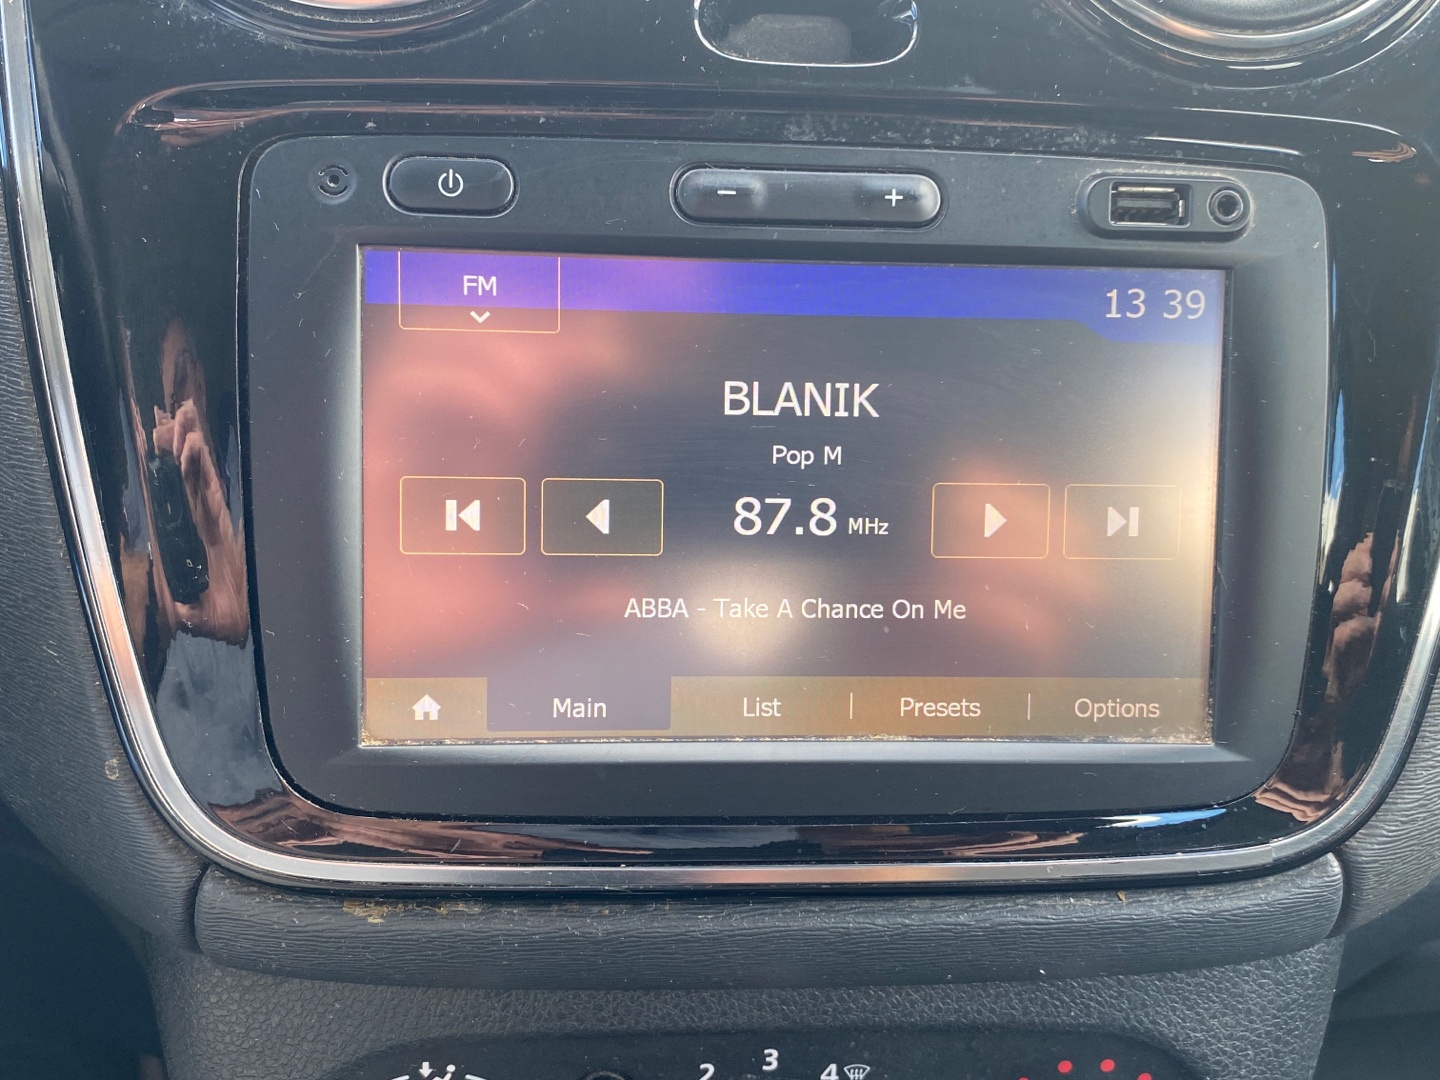 FM
13 39
BLANIK
Pop M
87.8 MHz
ABBA - Take A Chance On Me
Main
List
Presets
Options
2 3 4